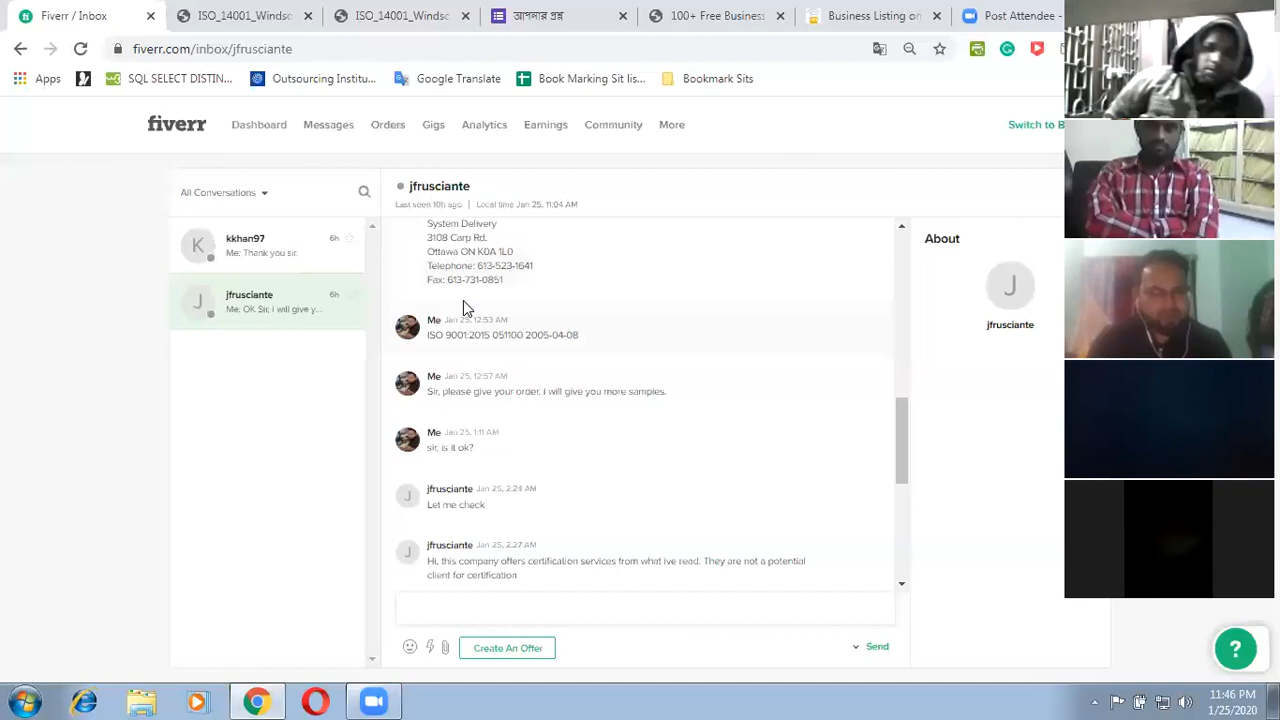 Fiverr / Inbox
ISO_14001_Windso
ISO_14001_Windso
100+ Free Business
Business Listing on
Post Attendee -
fiverr.com/inbox/jfrusciante
Apps
SQL SELECT DISTIN...
Outsourcing Institu...
Google Translate
Book Marking Sit lis...
Bookmark Sits
fiverr
Dashboard
Messages
Orders
Gigs
Analytics
Earnings
Community
More
Switch to B
All Conversations
jfrusciante
Last seen 10h ago | Local time Jan 25, 11:04 AM
K
kkhan97
6h
Me: Thank you sir.
J
jfrusciante
6h
Me: OK Sir, i will give y...
System Delivery
3108 Carp Rd.
Ottawa ON K0A 1L0
Telephone: 613-523-1641
Fax: 613-731-0851
Me Jan 25, 12:53 AM
ISO 9001:2015 051100 2005-04-08
Me Jan 25, 12:57 AM
Sir, please give your order. I will give you more samples.
Me Jan 25, 1:11 AM
sir, is it ok?
J
jfrusciante Jan 25, 2:24 AM
Let me check
J
jfrusciante Jan 25, 2:27 AM
Hi, this company offers certification services from what ive read. They are not a potential
client for certification
Create An Offer
Send
About
J
jfrusciante
?
11:46 PM
1/25/2020